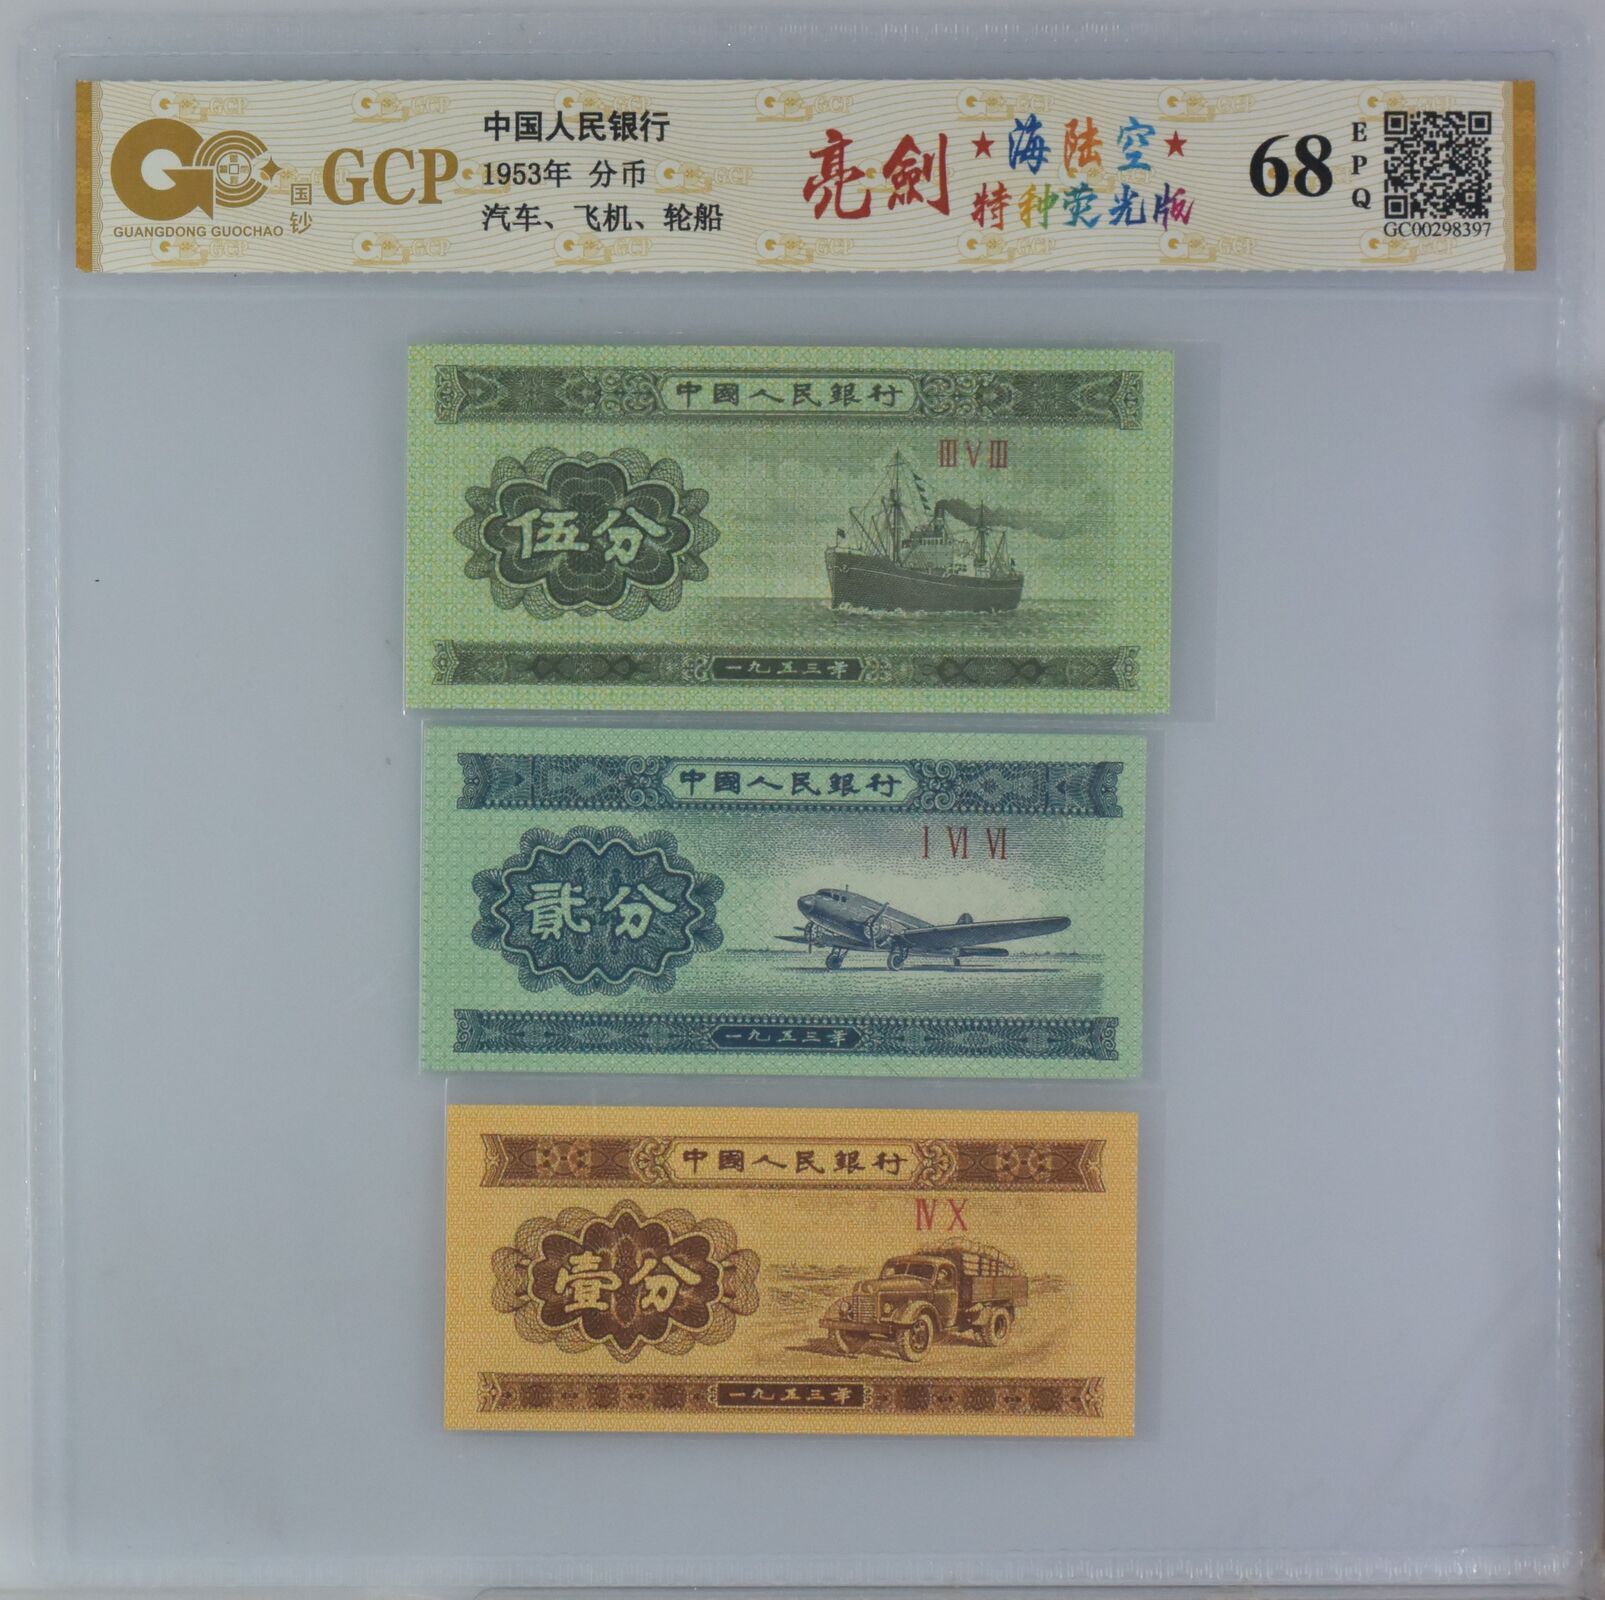 GCP
国钞
GUANGDONG GUOCHAO
中国人民银行
1953年 分币
汽车、飞机、轮船
亮劍
★海陆空★
特种荧光版
68
EPQ
GC00298397
中國人民銀行
ⅢⅤⅢ
伍分
一九五三年
中國人民銀行
Ⅰ Ⅵ Ⅵ
貳分
一九五三年
中國人民銀行
ⅣⅩ
壹分
一九五三年